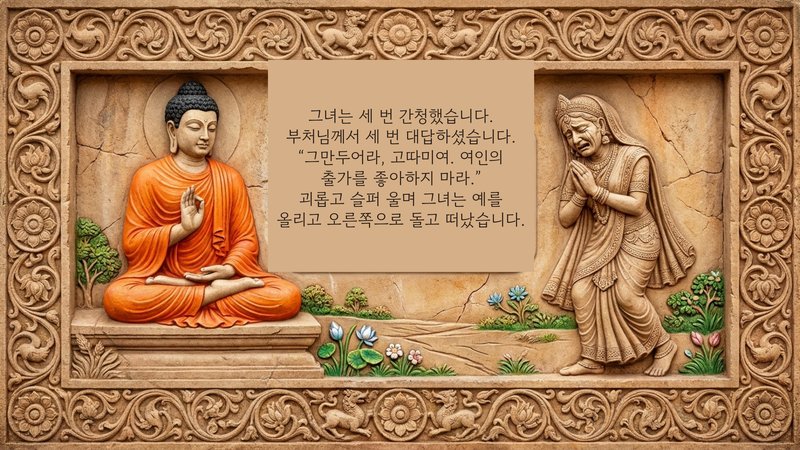 그녀는 세 번 간청했습니다.
부처님께서 세 번 대답하셨습니다.
“그만두어라, 고따미여. 여인의
출가를 좋아하지 마라.”
괴롭고 슬퍼 울며 그녀는 예를
올리고 오른쪽으로 돌고 떠났습니다.